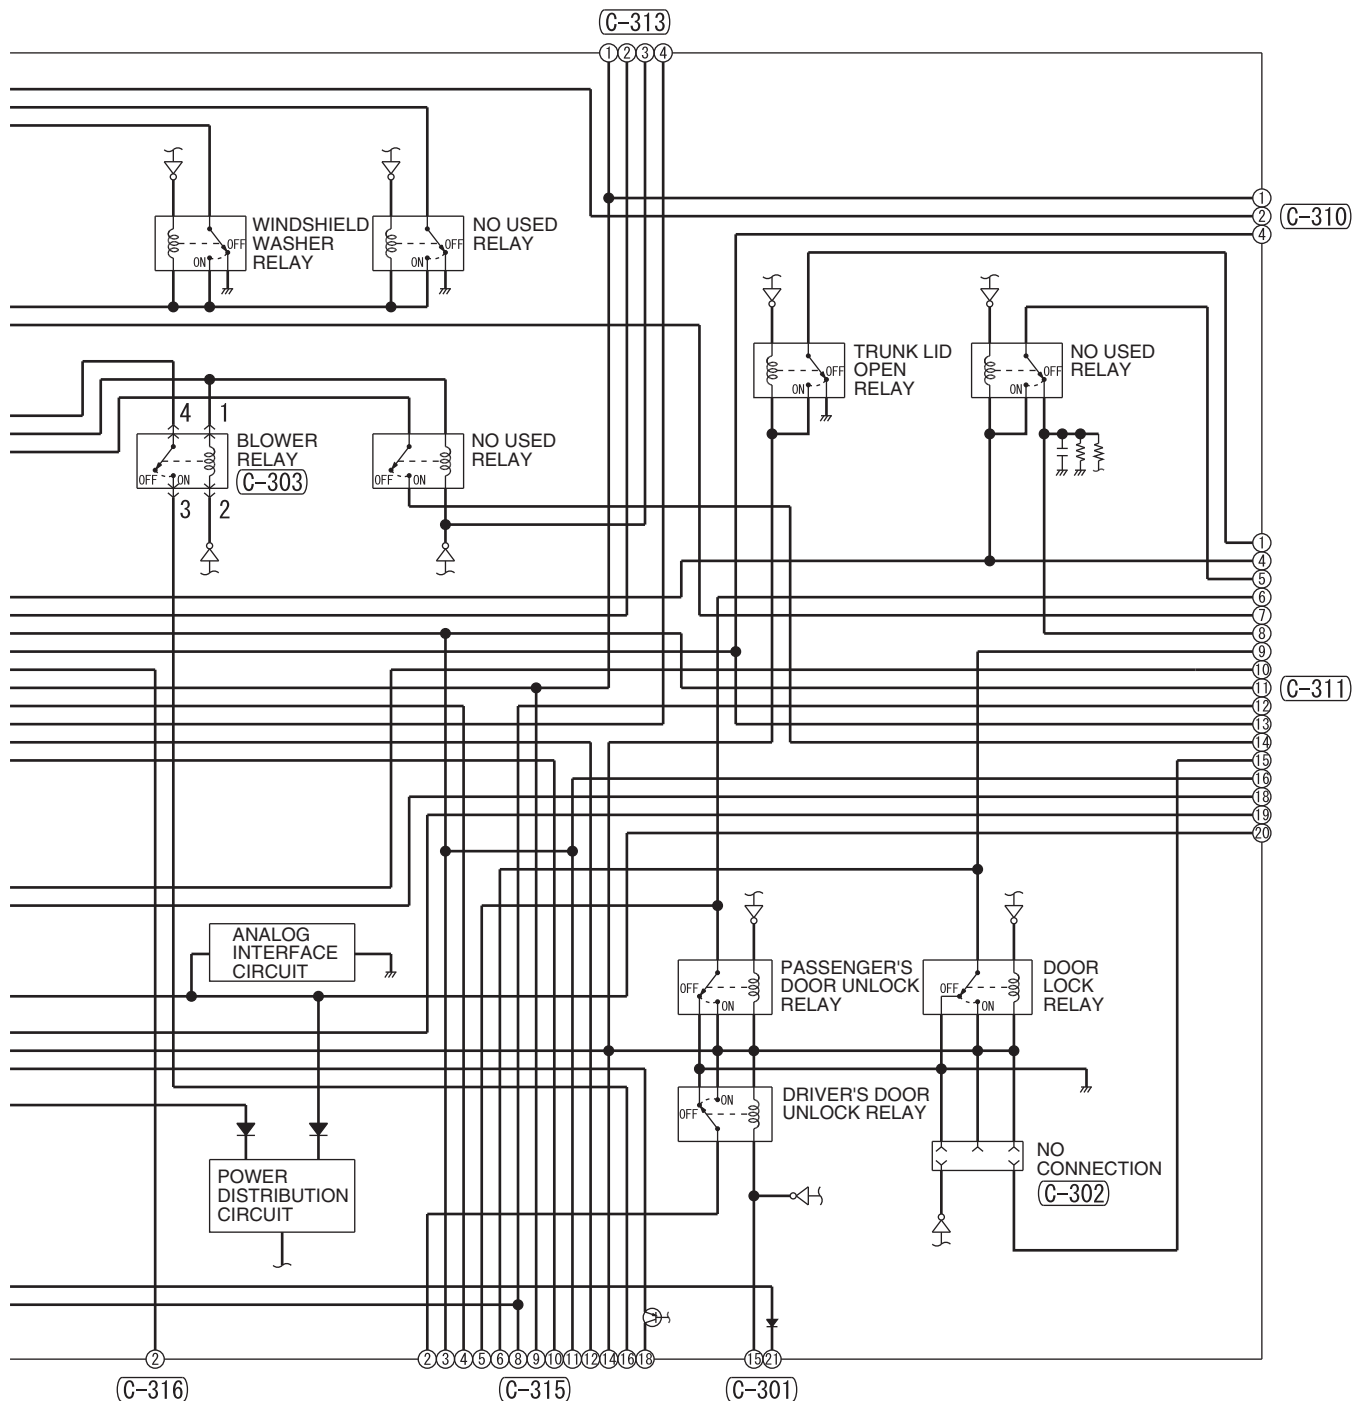 C-313
1 2 3 4
1
WINDSHIELD
WASHER
RELAY
OFF
ON
NO USED
RELAY
OFF
ON
2
C-310
4
TRUNK LID
OPEN
RELAY
OFF
ON
NO USED
RELAY
OFF
ON
4 1
BLOWER
RELAY
C-303
OFF ON
3 2
NO USED
RELAY
OFF ON
1
4
5
6
7
8
9
10
11
C-311
12
13
14
15
16
18
19
20
ANALOG
INTERFACE
CIRCUIT
PASSENGER'S
DOOR UNLOCK
RELAY
OFF
ON
DOOR
LOCK
RELAY
OFF
ON
DRIVER'S DOOR
UNLOCK RELAY
ON
OFF
NO
CONNECTION
C-302
POWER
DISTRIBUTION
CIRCUIT
2
2 3 4 5 6 8 9 10 11 12 14 16 18
15 21
C-316
C-315
C-301